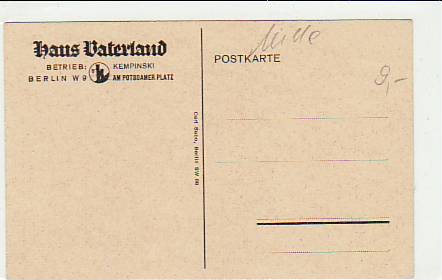 Haus Vaterland
BETRIEB: KEMPINSKI
BERLIN W 9 AM POTSDAMER PLATZ
POSTKARTE
9,-